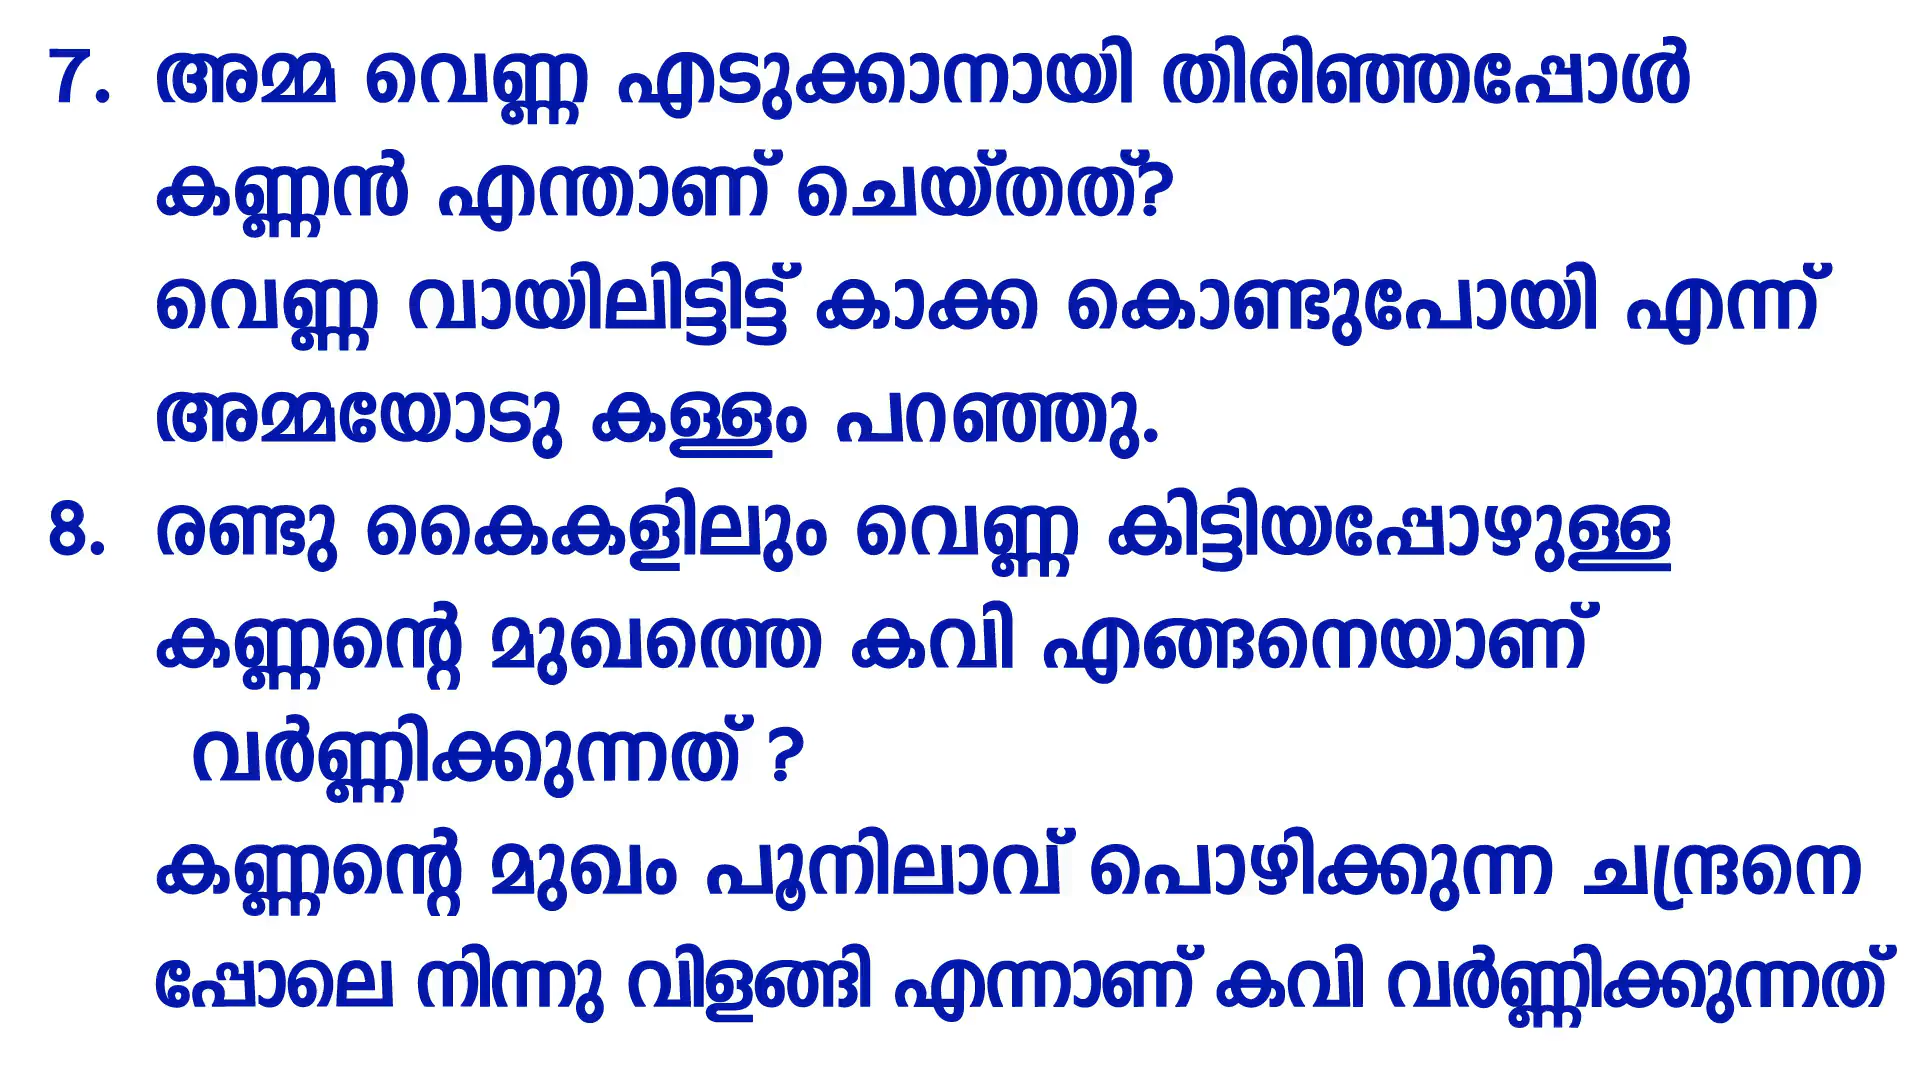 7. അമ്മ വെണ്ണ എടുക്കാനായി തിരിഞ്ഞപ്പോൾ
കണ്ണൻ എന്താണ് ചെയ്തത്?
വെണ്ണ വായിലിട്ടിട്ട് കാക്ക കൊണ്ടുപോയി എന്ന്
അമ്മയോടു കള്ളം പറഞ്ഞു.
8. രണ്ടു കൈകളിലും വെണ്ണ കിട്ടിയപ്പോഴുള്ള
കണ്ണന്റെ മുഖത്തെ കവി എങ്ങനെയാണ്
വർണ്ണിക്കുന്നത് ?
കണ്ണന്റെ മുഖം പൂനിലാവ് പൊഴിക്കുന്ന ചന്ദ്രനെ
പ്പോലെ നിന്നു വിളങ്ങി എന്നാണ് കവി വർണ്ണിക്കുന്നത്